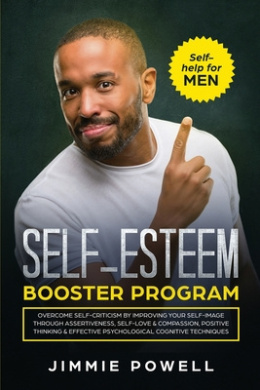 Self-
help for
MEN
SELF-ESTEEM
BOOSTER PROGRAM
OVERCOME SELF-CRITICISM BY IMPROVING YOUR SELF-IMAGE
THROUGH ASSERTIVENESS, SELF-LOVE & COMPASSION, POSITIVE
THINKING & EFFECTIVE PSYCHOLOGICAL COGNITIVE TECHNIQUES
JIMMIE POWELL